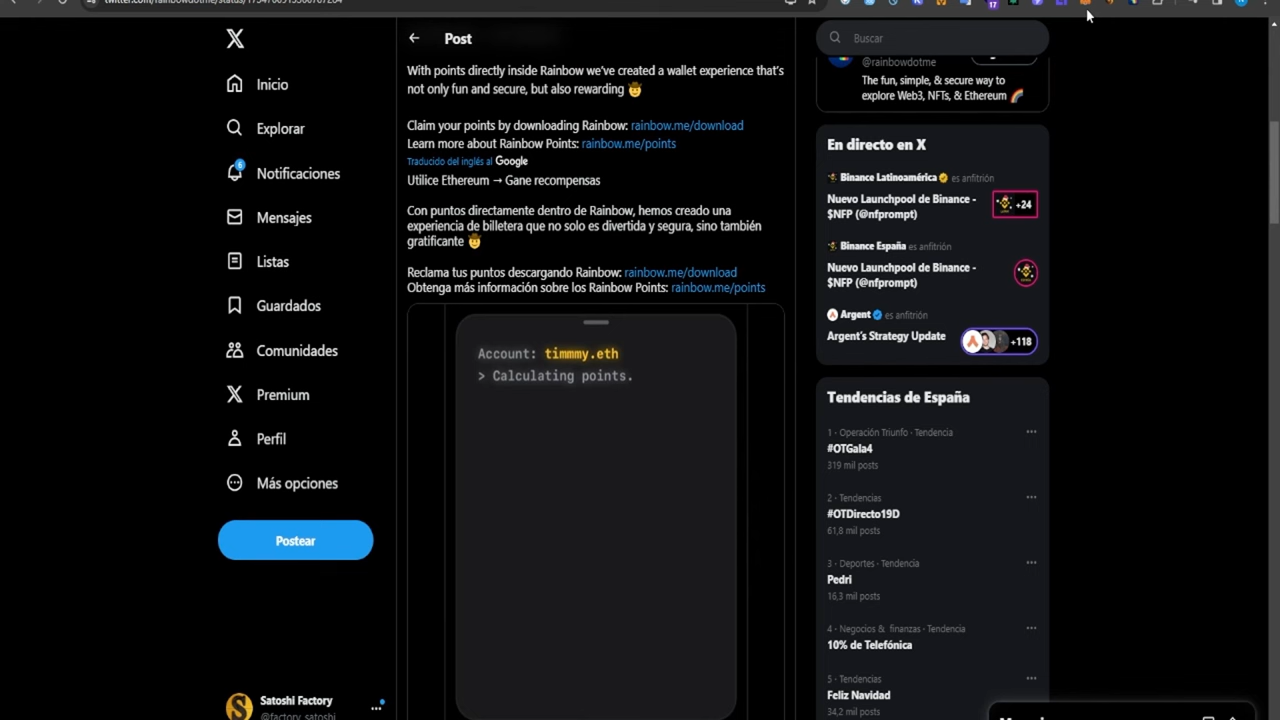 Post
With points directly inside Rainbow we've created a wallet experience that's
not only fun and secure, but also rewarding 🤠
Claim your points by downloading Rainbow: rainbow.me/download
Learn more about Rainbow Points: rainbow.me/points
Traducido del inglés al Google
Utilice Ethereum → Gane recompensas
Con puntos directamente dentro de Rainbow, hemos creado una
experiencia de billetera que no solo es divertida y segura, sino también
gratificante 🤠
Reclama tus puntos descargando Rainbow: rainbow.me/download
Obtenga más información sobre los Rainbow Points: rainbow.me/points
Account: timmmy.eth
> Calculating points.
Inicio
Explorar
6
Notificaciones
Mensajes
Listas
Guardados
Comunidades
Premium
Perfil
Más opciones
Postear
Satoshi Factory
@factory_satoshi
17
Buscar
@rainbowdotme
The fun, simple, & secure way to
explore Web3, NFTs, & Ethereum 🌈
En directo en X
Binance Latinoamérica es anfitrión
Nuevo Launchpool de Binance -
$NFP (@nfprompt)
+24
Binance España es anfitrión
Nuevo Launchpool de Binance -
$NFP (@nfprompt)
Argent es anfitrión
Argent's Strategy Update
+118
Tendencias de España
1 · Operación Triunfo · Tendencia
#OTGala4
319 mil posts
2 · Tendencias
#OTDirecto19D
61,8 mil posts
3 · Deportes · Tendencia
Pedri
16,3 mil posts
4 · Negocios & finanzas · Tendencia
10% de Telefónica
5 · Tendencias
Feliz Navidad
34,2 mil posts